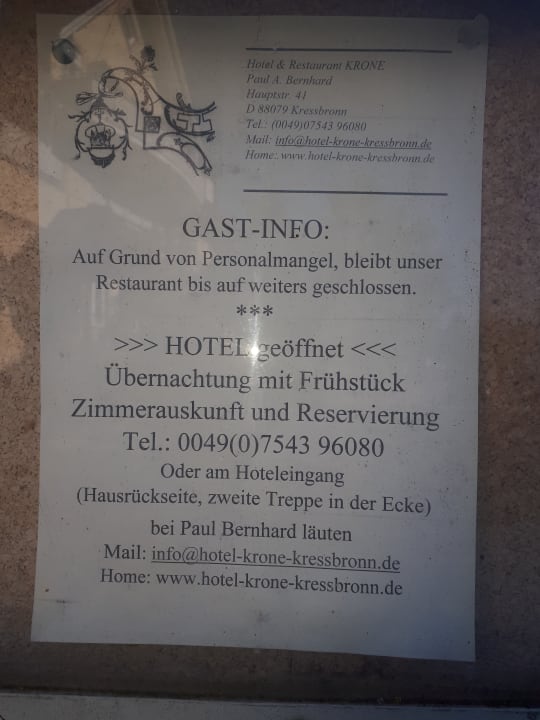 Hotel & Restaurant KRONE
Paul A. Bernhard
Hauptstr. 41
D 88079 Kressbronn
Tel.: (0049)07543 96080
Mail: info@hotel-krone-kressbronn.de
Home: www.hotel-krone-kressbronn.de
GAST-INFO:
Auf Grund von Personalmangel, bleibt unser
Restaurant bis auf weiters geschlossen.
***
>>> HOTEL geöffnet <<<
Übernachtung mit Frühstück
Zimmerauskunft und Reservierung
Tel.: 0049(0)7543 96080
Oder am Hoteleingang
(Hausrückseite, zweite Treppe in der Ecke)
bei Paul Bernhard läuten
Mail: info@hotel-krone-kressbronn.de
Home: www.hotel-krone-kressbronn.de